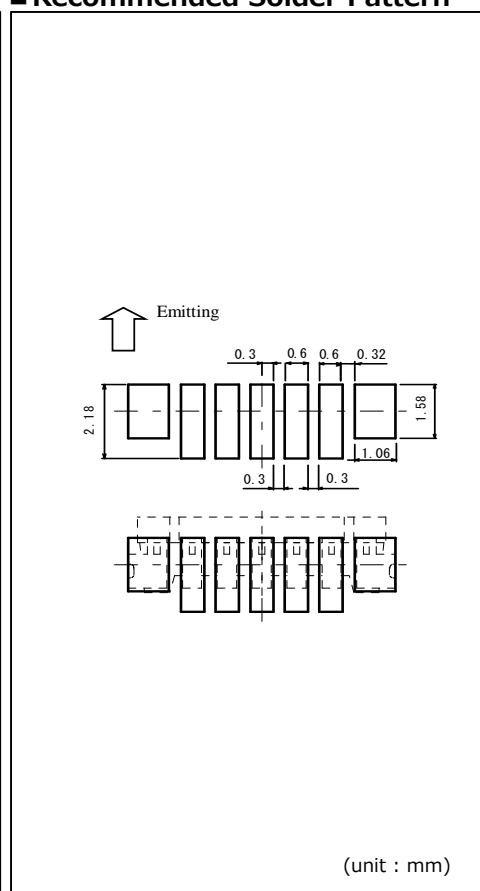 ■Recommended Solder Pattern
Emitting
0.3 0.6 0.6 0.32
2.18
1.58
1.06
0.3 0.3
(unit : mm)